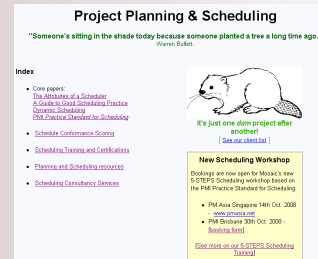 Project Planning & Scheduling
"Someone's sitting in the shade today because someone planted a tree a long time ago.
Warren Buffett.
Index
Core papers:
The Attributes of a Scheduler
A Guide to Good Scheduling Practice
Dynamic Scheduling
PMI Practice Standard for Scheduling
Schedule Conformance Scoring
Scheduling Training and Certifications
Planning and Scheduling resources
Scheduling Consultancy Services
It's just one dam project after
another!
[ See our client list ]
New Scheduling Workshop
Bookings are now open for Mosaic's new
5-STEPS Scheduling workshop based on
the PMI Practice Standard for Scheduling
PM Asia Singapore 14th Oct. 2008
- www.pmasia.net
PMI Brisbane 30th Oct. 2008 -
[booking form]
[See more on our 5-STEPS Scheduling
Training]